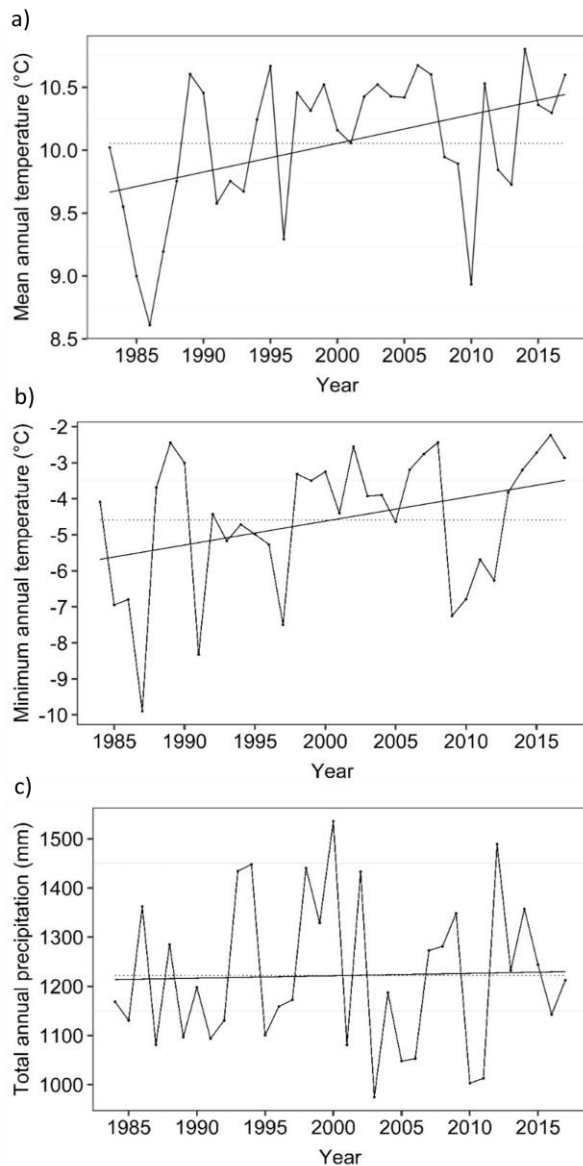 a)
Mean annual temperature (°C)
10.5
10.0
9.5
9.0
8.5
1985 1990 1995 2000 2005 2010 2015
Year
b)
Minimum annual temperature (°C)
-2
-3
-4
-5
-6
-7
-8
-9
-10
1985 1990 1995 2000 2005 2010 2015
Year
c)
Total annual precipitation (mm)
1500
1400
1300
1200
1100
1000
1985 1990 1995 2000 2005 2010 2015
Year